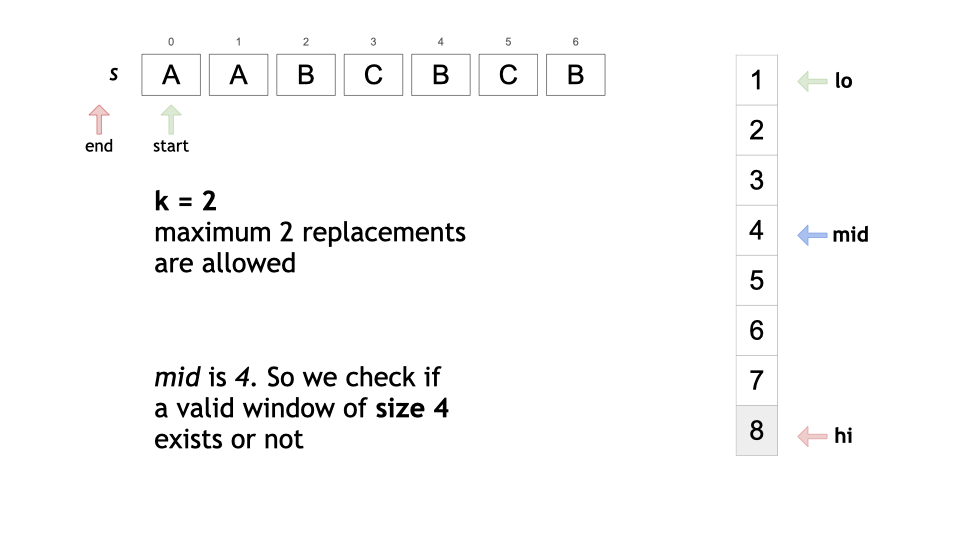 0 1 2 3 4 5 6
s A A B C B C B
end start
k = 2
maximum 2 replacements
are allowed
mid is 4. So we check if
a valid window of size 4
exists or not
1 lo
2
3
4 mid
5
6
7
8 hi